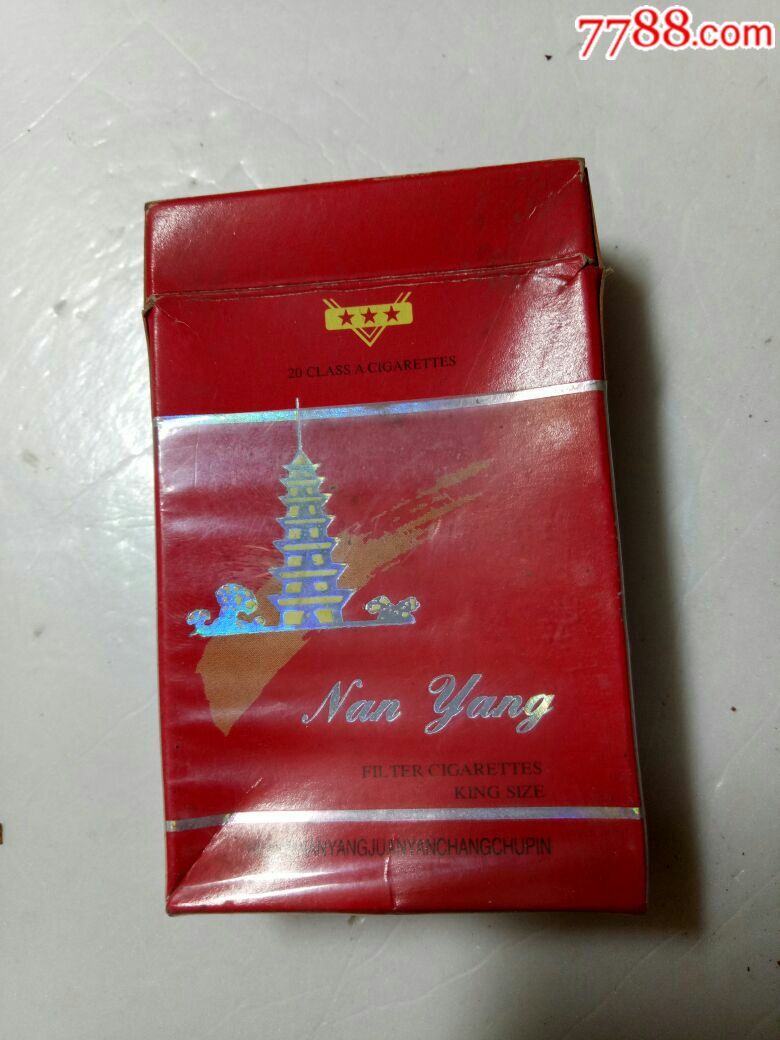 7788.com
20 CLASS A CIGARETTES
Nan Yang
FILTER CIGARETTES
KING SIZE
NANYANGJUANYANCHANGCHUPIN